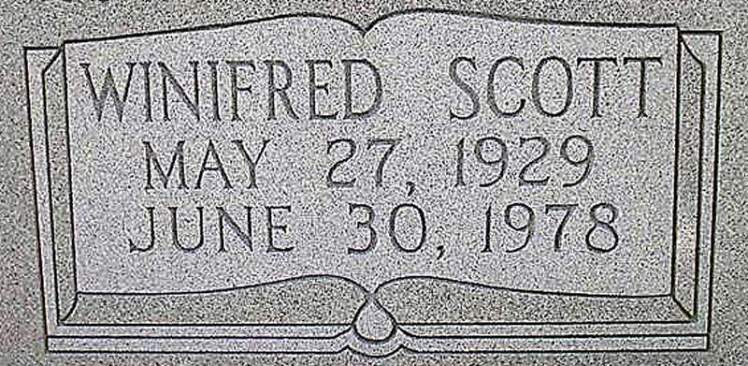 WINIFRED SCOTT
MAY 27, 1929
JUNE 30, 1978